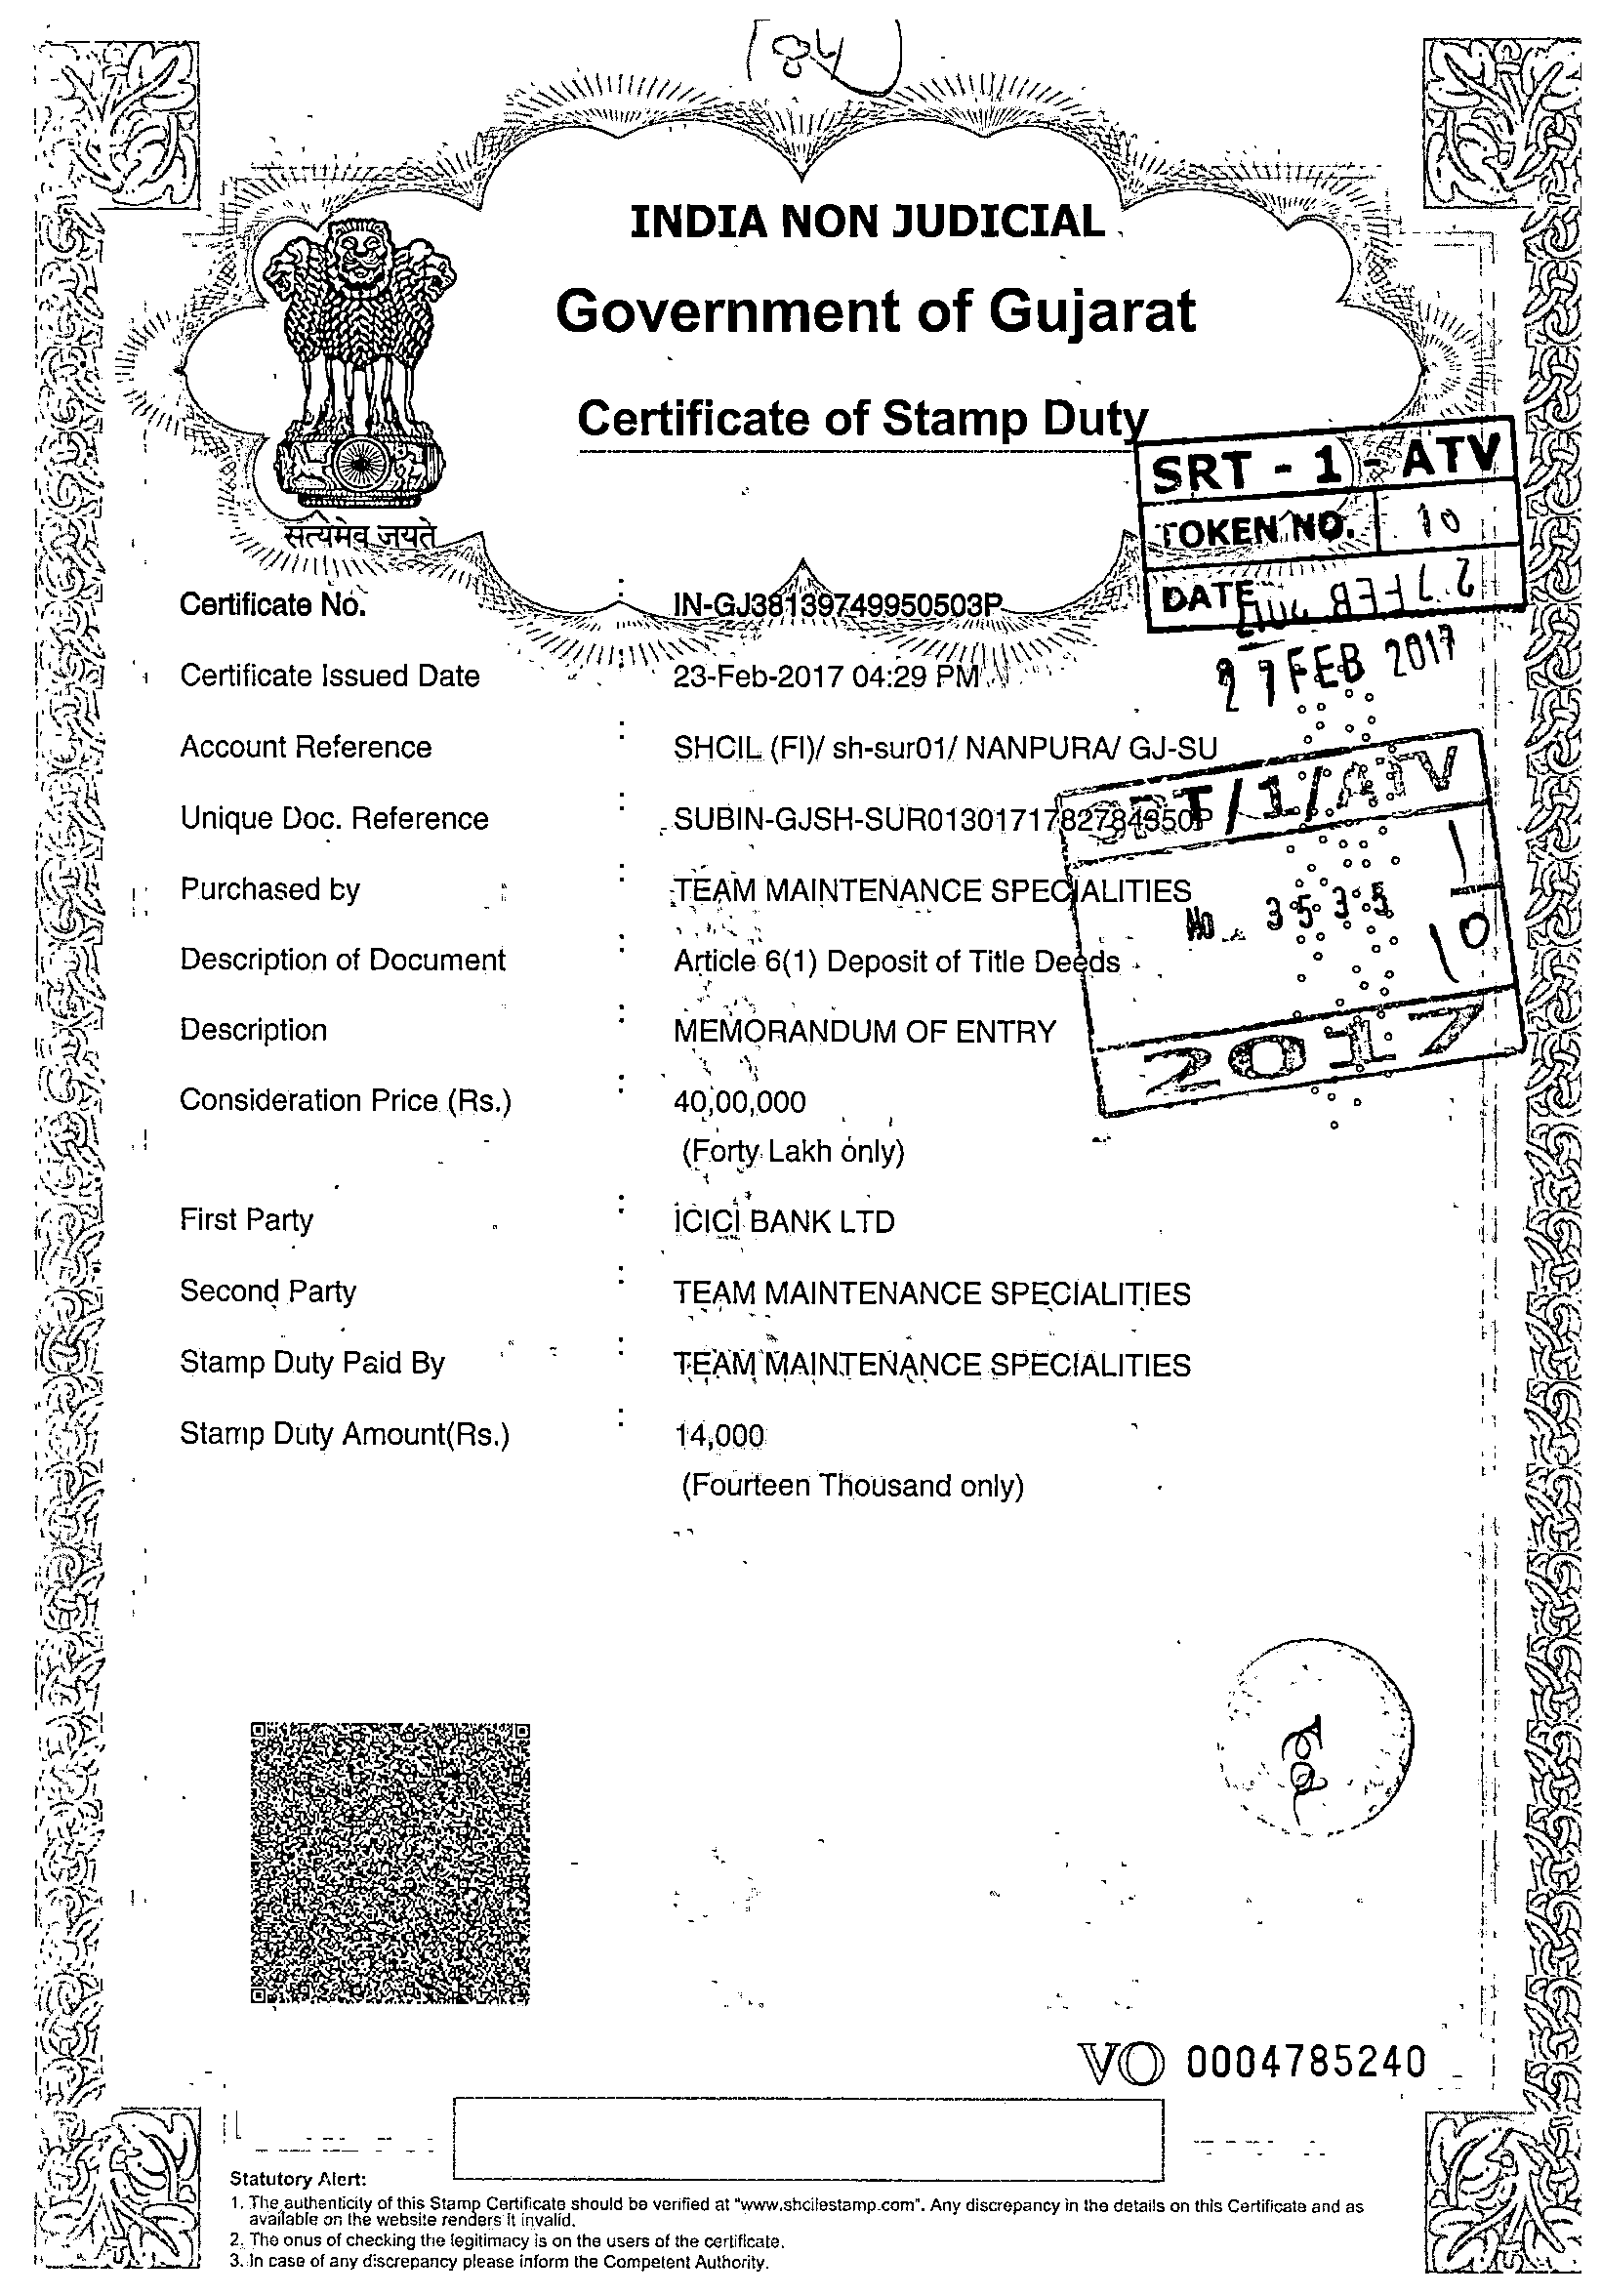 84
INDIA NON JUDICIAL
Government of Gujarat
Certificate of Stamp Duty
सत्यमेव जयते
SRT - 1 - ATV
TOKEN NO. 10
DATE
27 FEB 2017
Certificate No. : IN-GJ38139749950503P
Certificate Issued Date : 23-Feb-2017 04:29 PM
Account Reference : SHCIL (FI)/ sh-sur01/ NANPURA/ GJ-SU
Unique Doc. Reference : SUBIN-GJSH-SUR01301717827843​50P
SRT/1/ATV
No. 3535
1
10
2017
Purchased by : TEAM MAINTENANCE SPECIALITIES
Description of Document : Article 6(1) Deposit of Title Deeds
Description : MEMORANDUM OF ENTRY
Consideration Price (Rs.) : 40,00,000
(Forty Lakh only)
First Party : ICICI BANK LTD
Second Party : TEAM MAINTENANCE SPECIALITIES
Stamp Duty Paid By : TEAM MAINTENANCE SPECIALITIES
Stamp Duty Amount(Rs.) : 14,000
(Fourteen Thousand only)
VO 0004785240
Statutory Alert:
1. The authenticity of this Stamp Certificate should be verified at "www.shcilestamp.com". Any discrepancy in the details on this Certificate and as
available on the website renders it invalid.
2. The onus of checking the legitimacy is on the users of the certificate.
3. In case of any discrepancy please inform the Competent Authority.